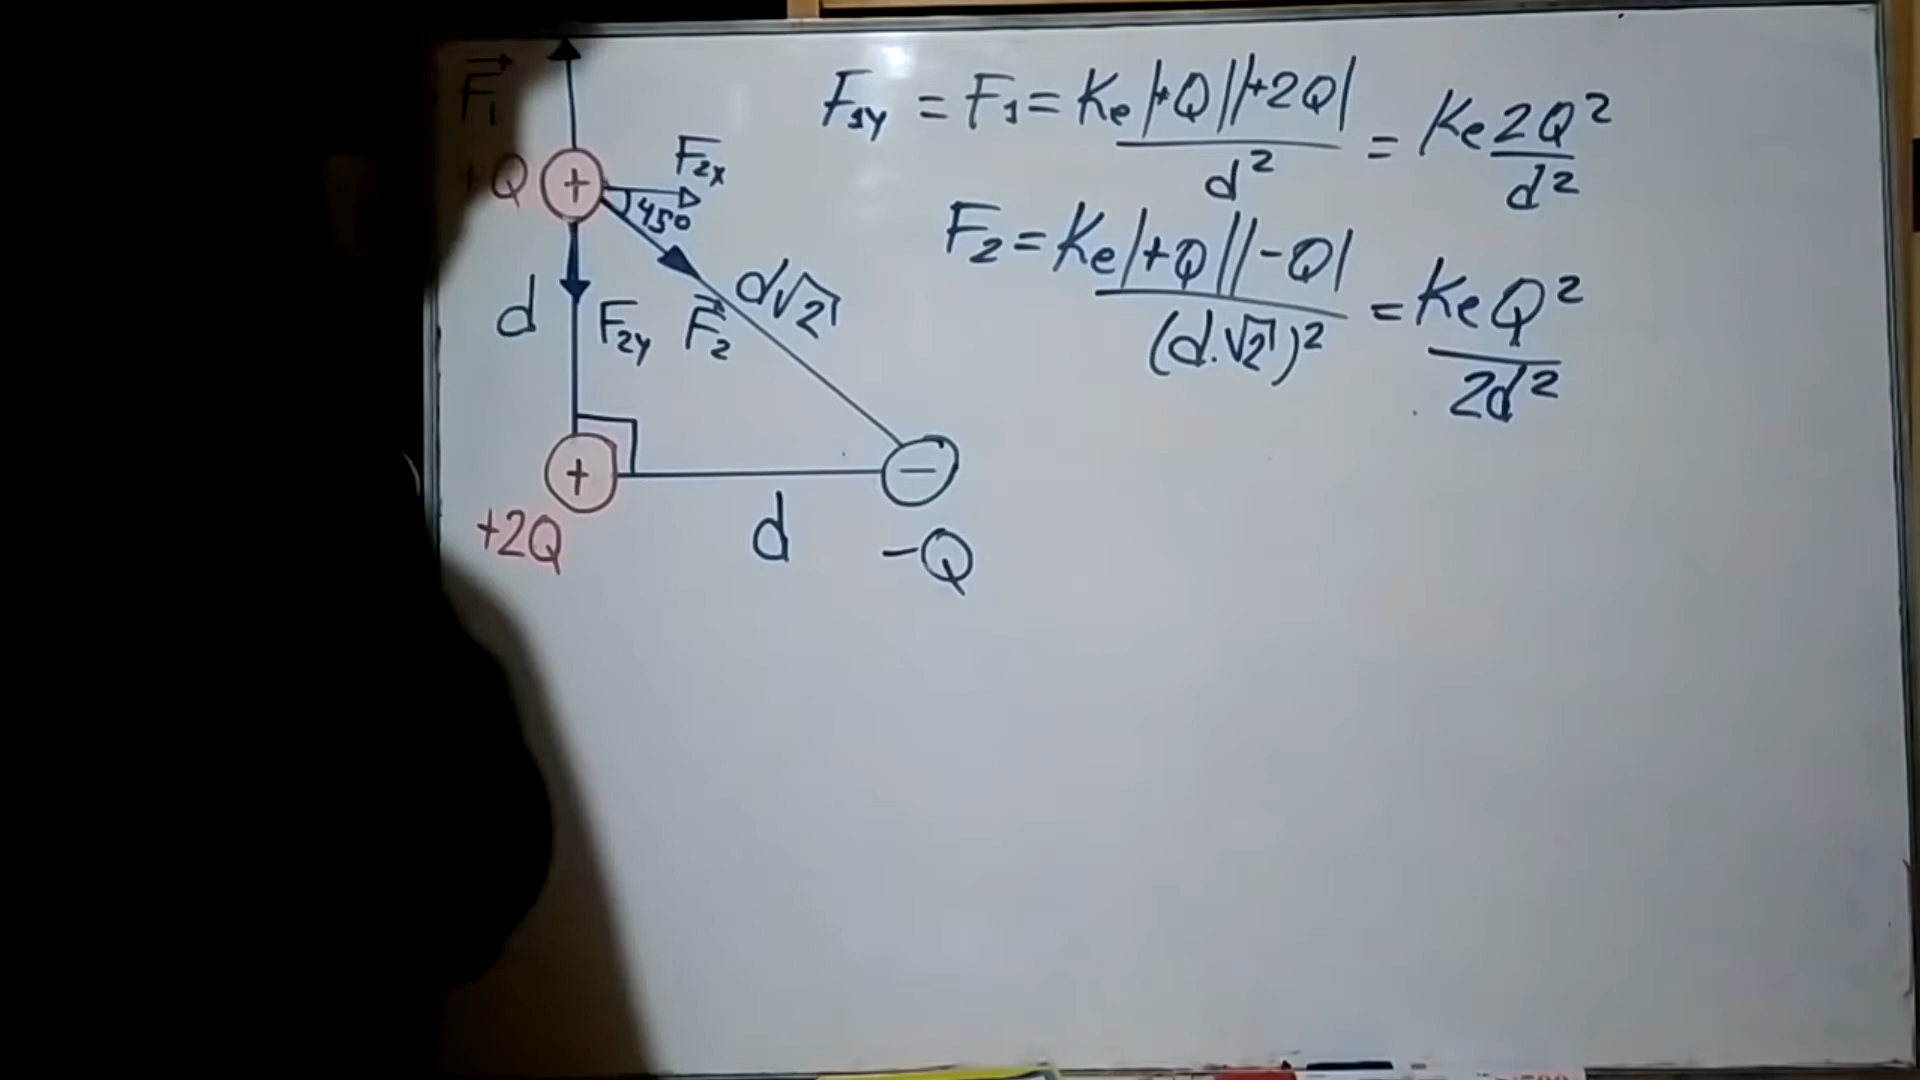 F₁
F₁y = F₁ = Ke|+Q||+2Q| / d² = Ke 2Q² / d²
+Q + F₂x
45°
F₂ = Ke|+Q||-Q| / (d.√2)² = KeQ² / 2d²
d F₂y F₂ d√2
+ −
+2Q d -Q